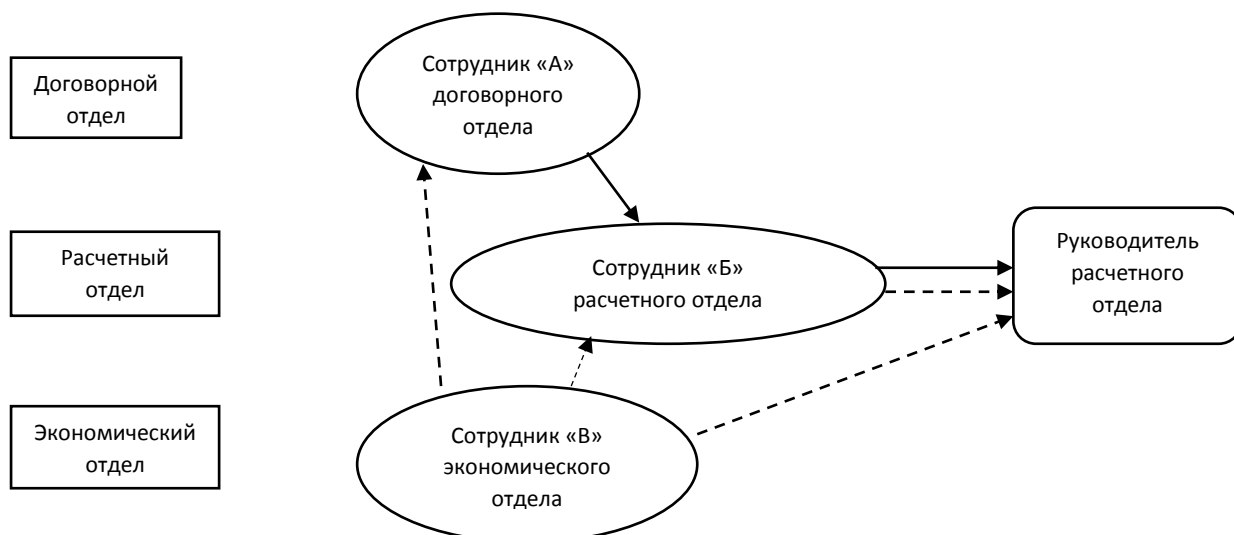 Договорной
отдел
Сотрудник «А»
договорного
отдела
Расчетный
отдел
Сотрудник «Б»
расчетного отдела
Руководитель
расчетного
отдела
Экономический
отдел
Сотрудник «В»
экономического
отдела